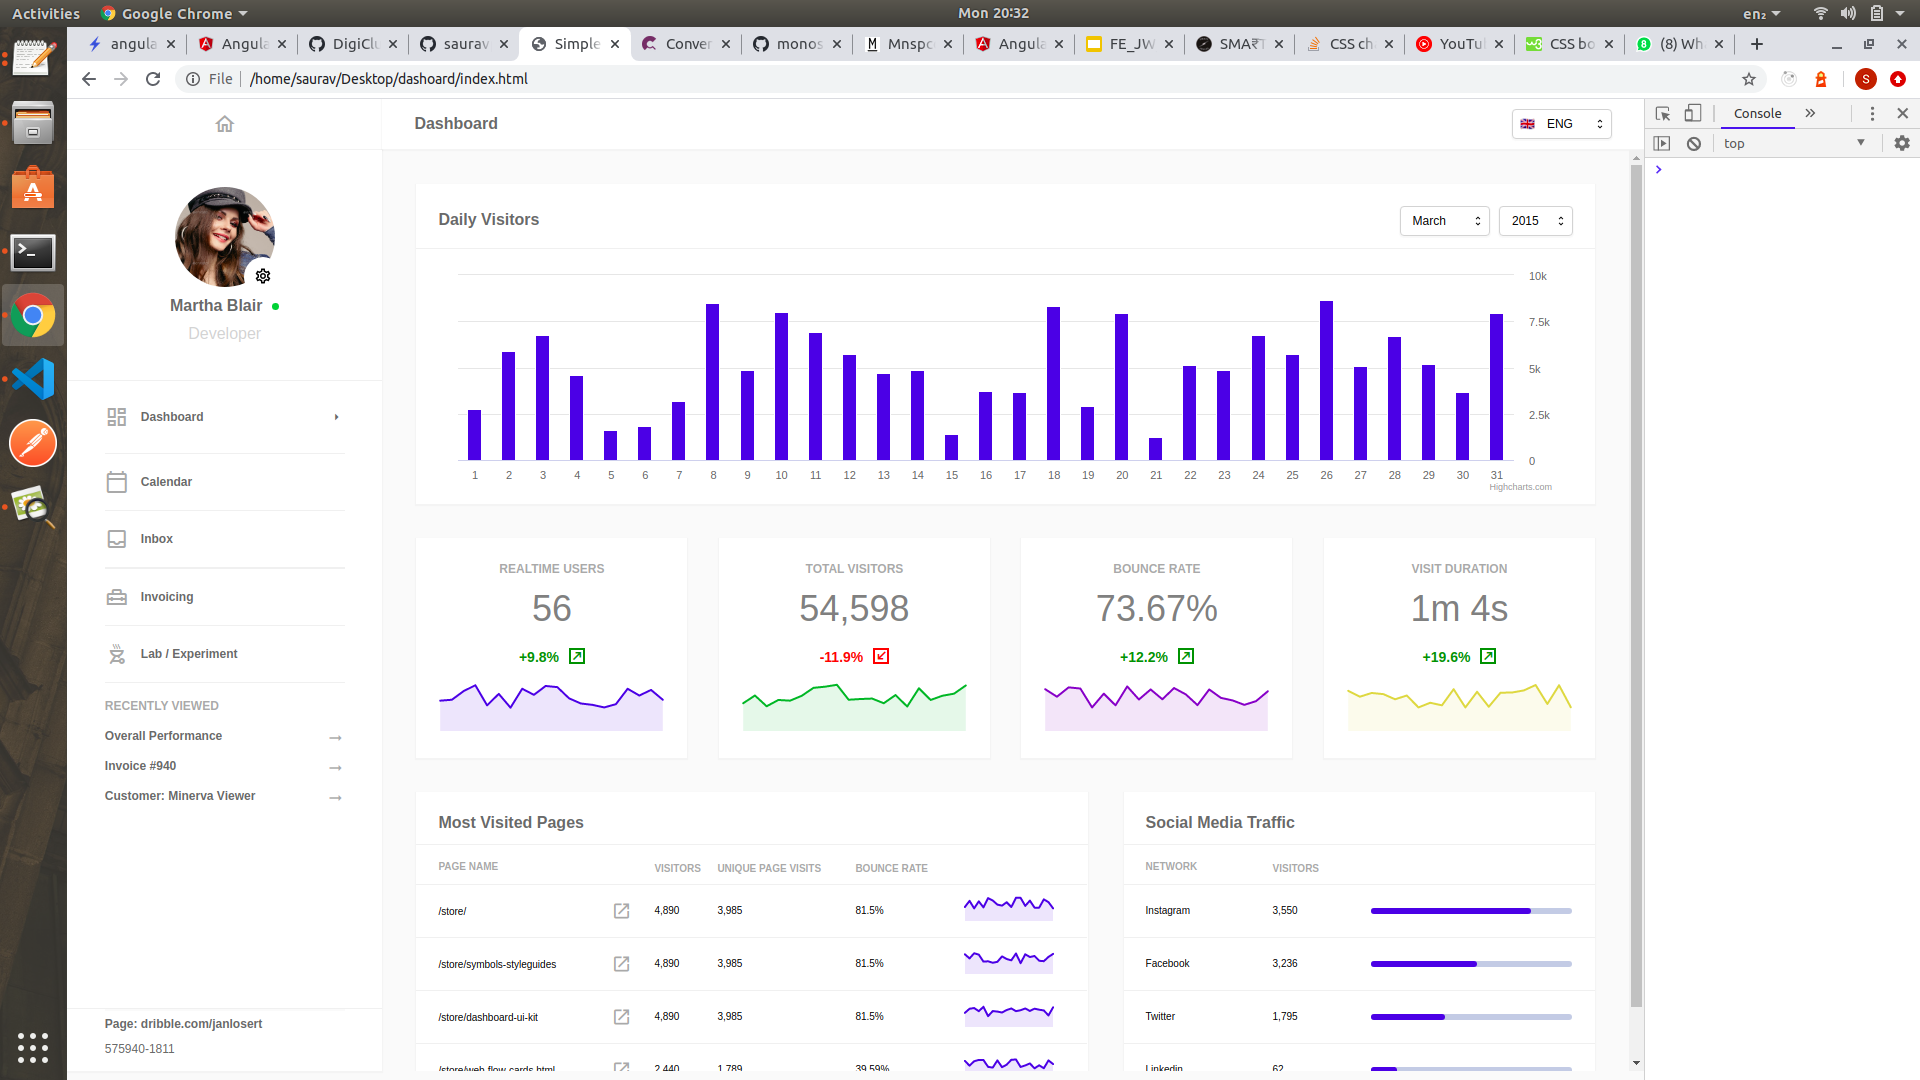 Activities Google Chrome Mon 20:32 en₂
angula Angula DigiClu saurav Simple Conver monos Mnspc Angula FE_JW SMA₹T CSS ch YouTu CSS bo (8) Wh
File /home/saurav/Desktop/dashoard/index.html S
Dashboard ENG
Console
top
Martha Blair
Developer
Dashboard
Calendar
Inbox
Invoicing
Lab / Experiment
RECENTLY VIEWED
Overall Performance
Invoice #940
Customer: Minerva Viewer
Page: dribble.com/janlosert
575940-1811
Daily Visitors March 2015
10k
7.5k
5k
2.5k
0
1 2 3 4 5 6 7 8 9 10 11 12 13 14 15 16 17 18 19 20 21 22 23 24 25 26 27 28 29 30 31
Highcharts.com
REALTIME USERS
56
+9.8%
TOTAL VISITORS
54,598
-11.9%
BOUNCE RATE
73.67%
+12.2%
VISIT DURATION
1m 4s
+19.6%
Most Visited Pages
PAGE NAME VISITORS UNIQUE PAGE VISITS BOUNCE RATE
/store/ 4,890 3,985 81.5%
/store/symbols-styleguides 4,890 3,985 81.5%
/store/dashboard-ui-kit 4,890 3,985 81.5%
/store/web-flow-cards.html 2,440 1,789 39.59%
Social Media Traffic
NETWORK VISITORS
Instagram 3,550
Facebook 3,236
Twitter 1,795
Linkedin 62